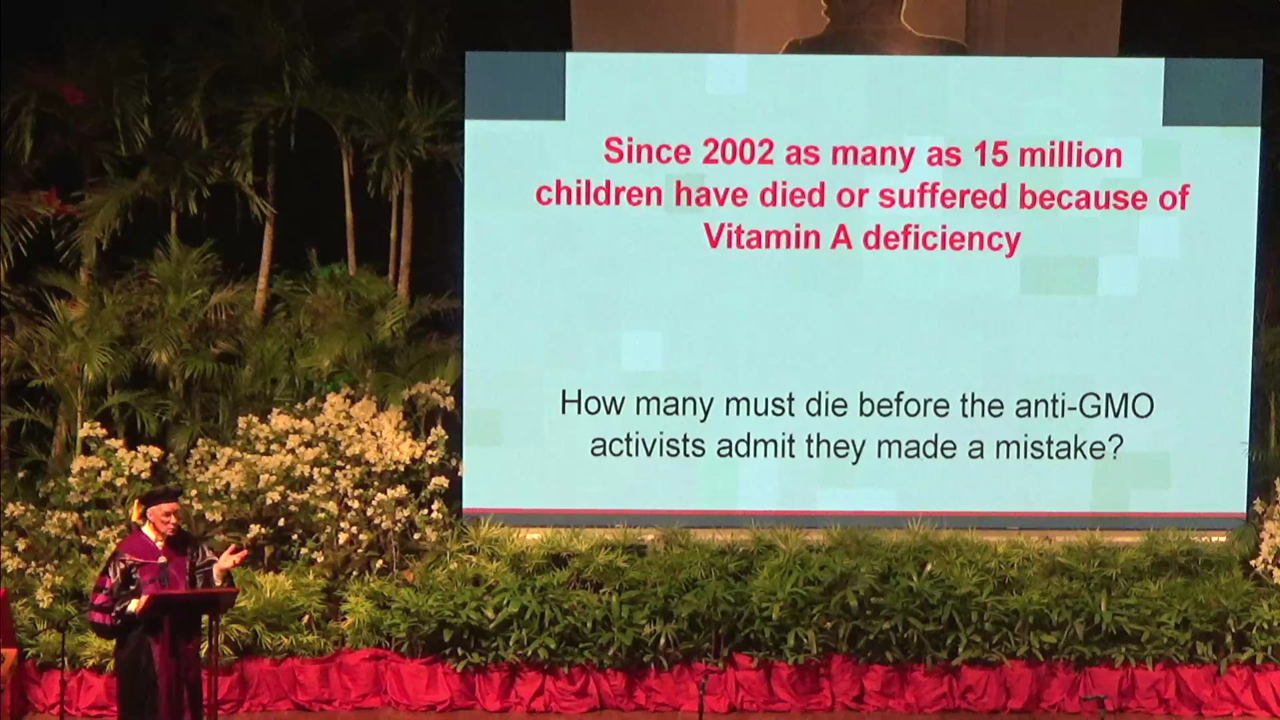 Since 2002 as many as 15 million
children have died or suffered because of
Vitamin A deficiency
How many must die before the anti-GMO
activists admit they made a mistake?